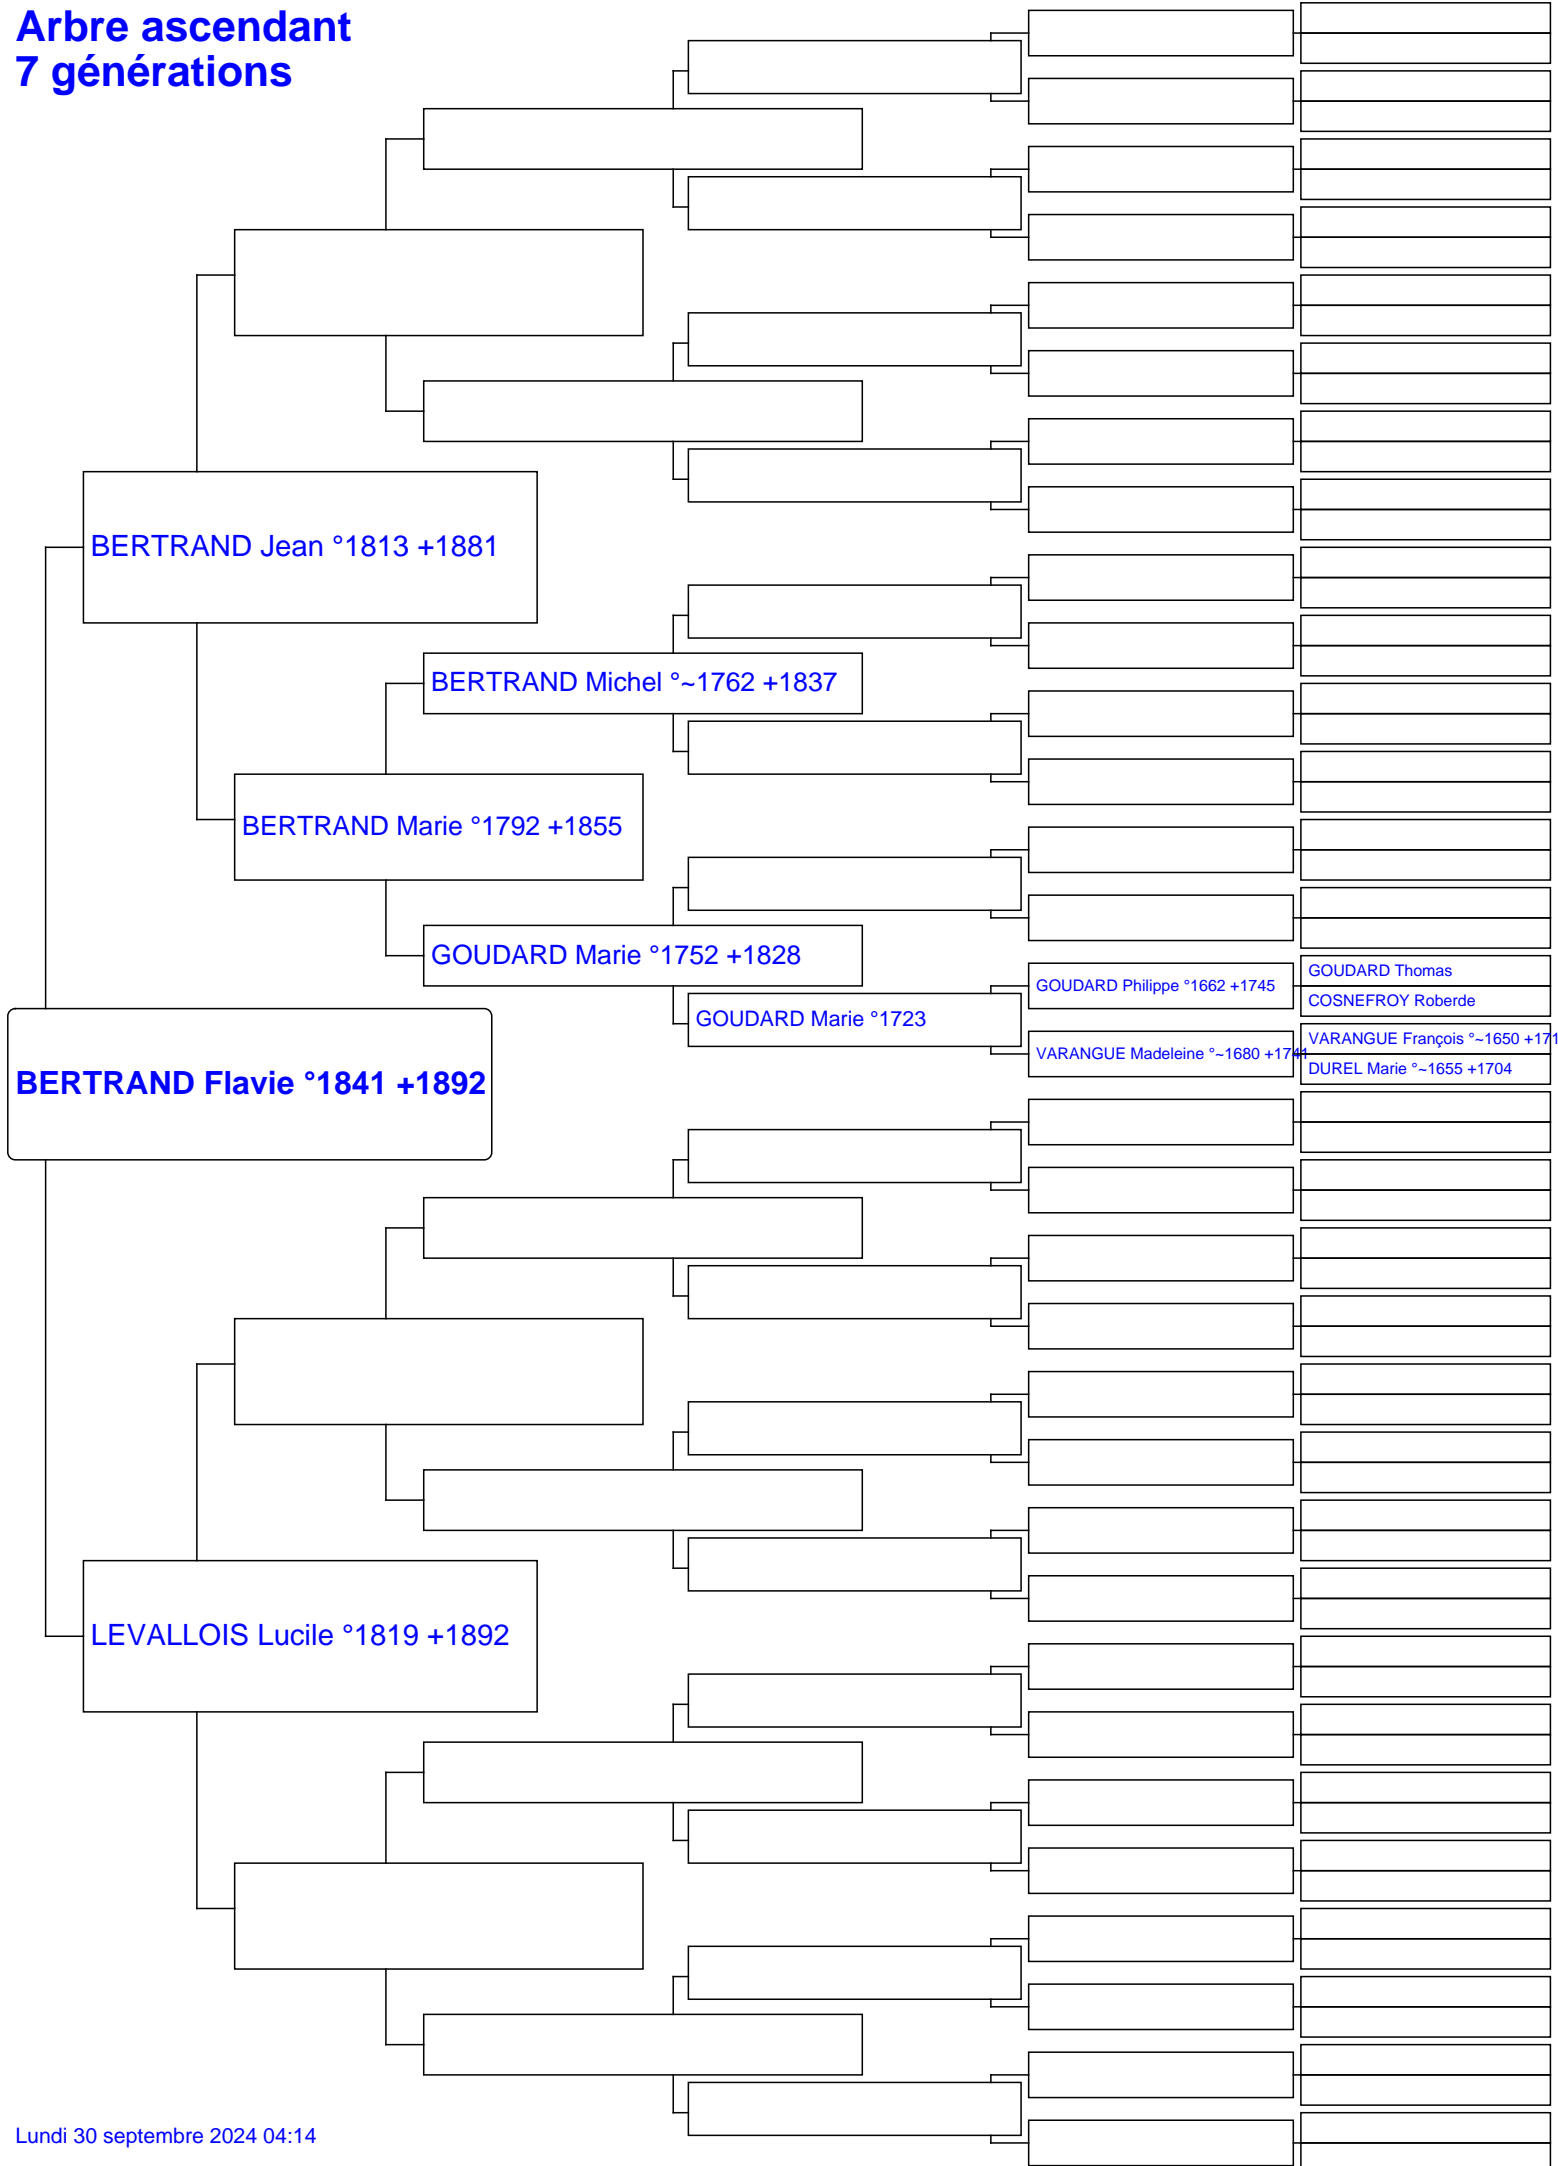 Arbre ascendant
7 générations
BERTRAND Jean °1813 +1881
BERTRAND Michel °~1762 +1837
BERTRAND Marie °1792 +1855
GOUDARD Marie °1752 +1828
GOUDARD Thomas
GOUDARD Philippe °1662 +1745
COSNEFROY Roberde
GOUDARD Marie °1723
VARANGUE François °~1650 +171
VARANGUE Madeleine °~1680 +1741
DUREL Marie °~1655 +1704
BERTRAND Flavie °1841 +1892
LEVALLOIS Lucile °1819 +1892
Lundi 30 septembre 2024 04:14